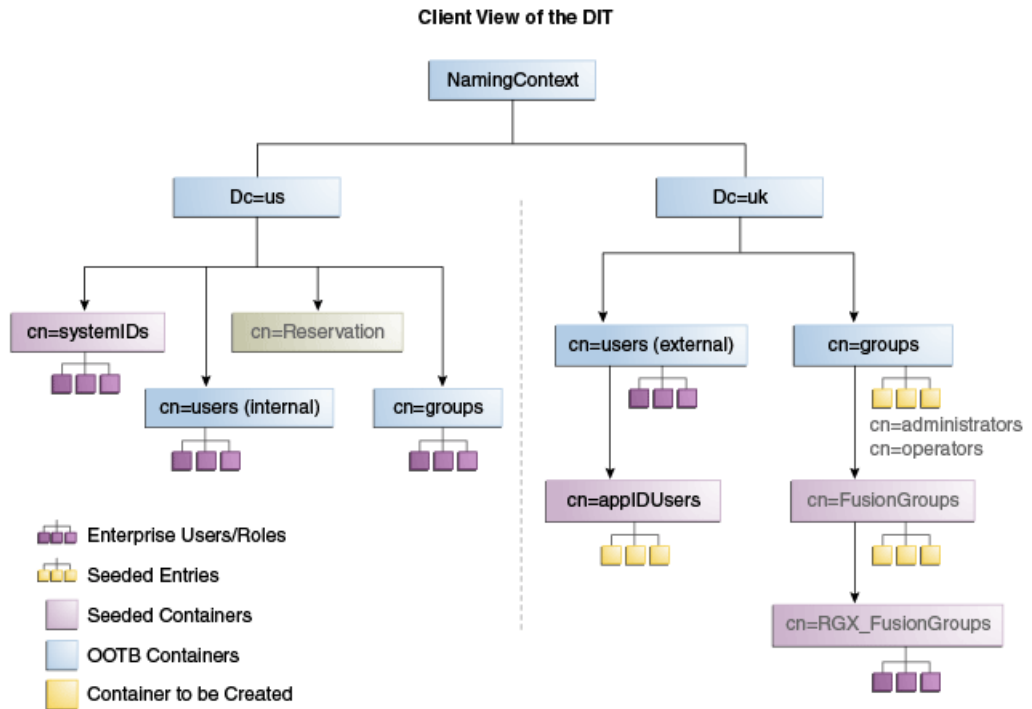 Client View of the DIT
NamingContext
Dc=us
Dc=uk
cn=systemIDs
cn=Reservation
cn=users (internal)
cn=groups
cn=users (external)
cn=groups
cn=administrators
cn=operators
cn=appIDUsers
cn=FusionGroups
cn=RGX_FusionGroups
Enterprise Users/Roles
Seeded Entries
Seeded Containers
OOTB Containers
Container to be Created